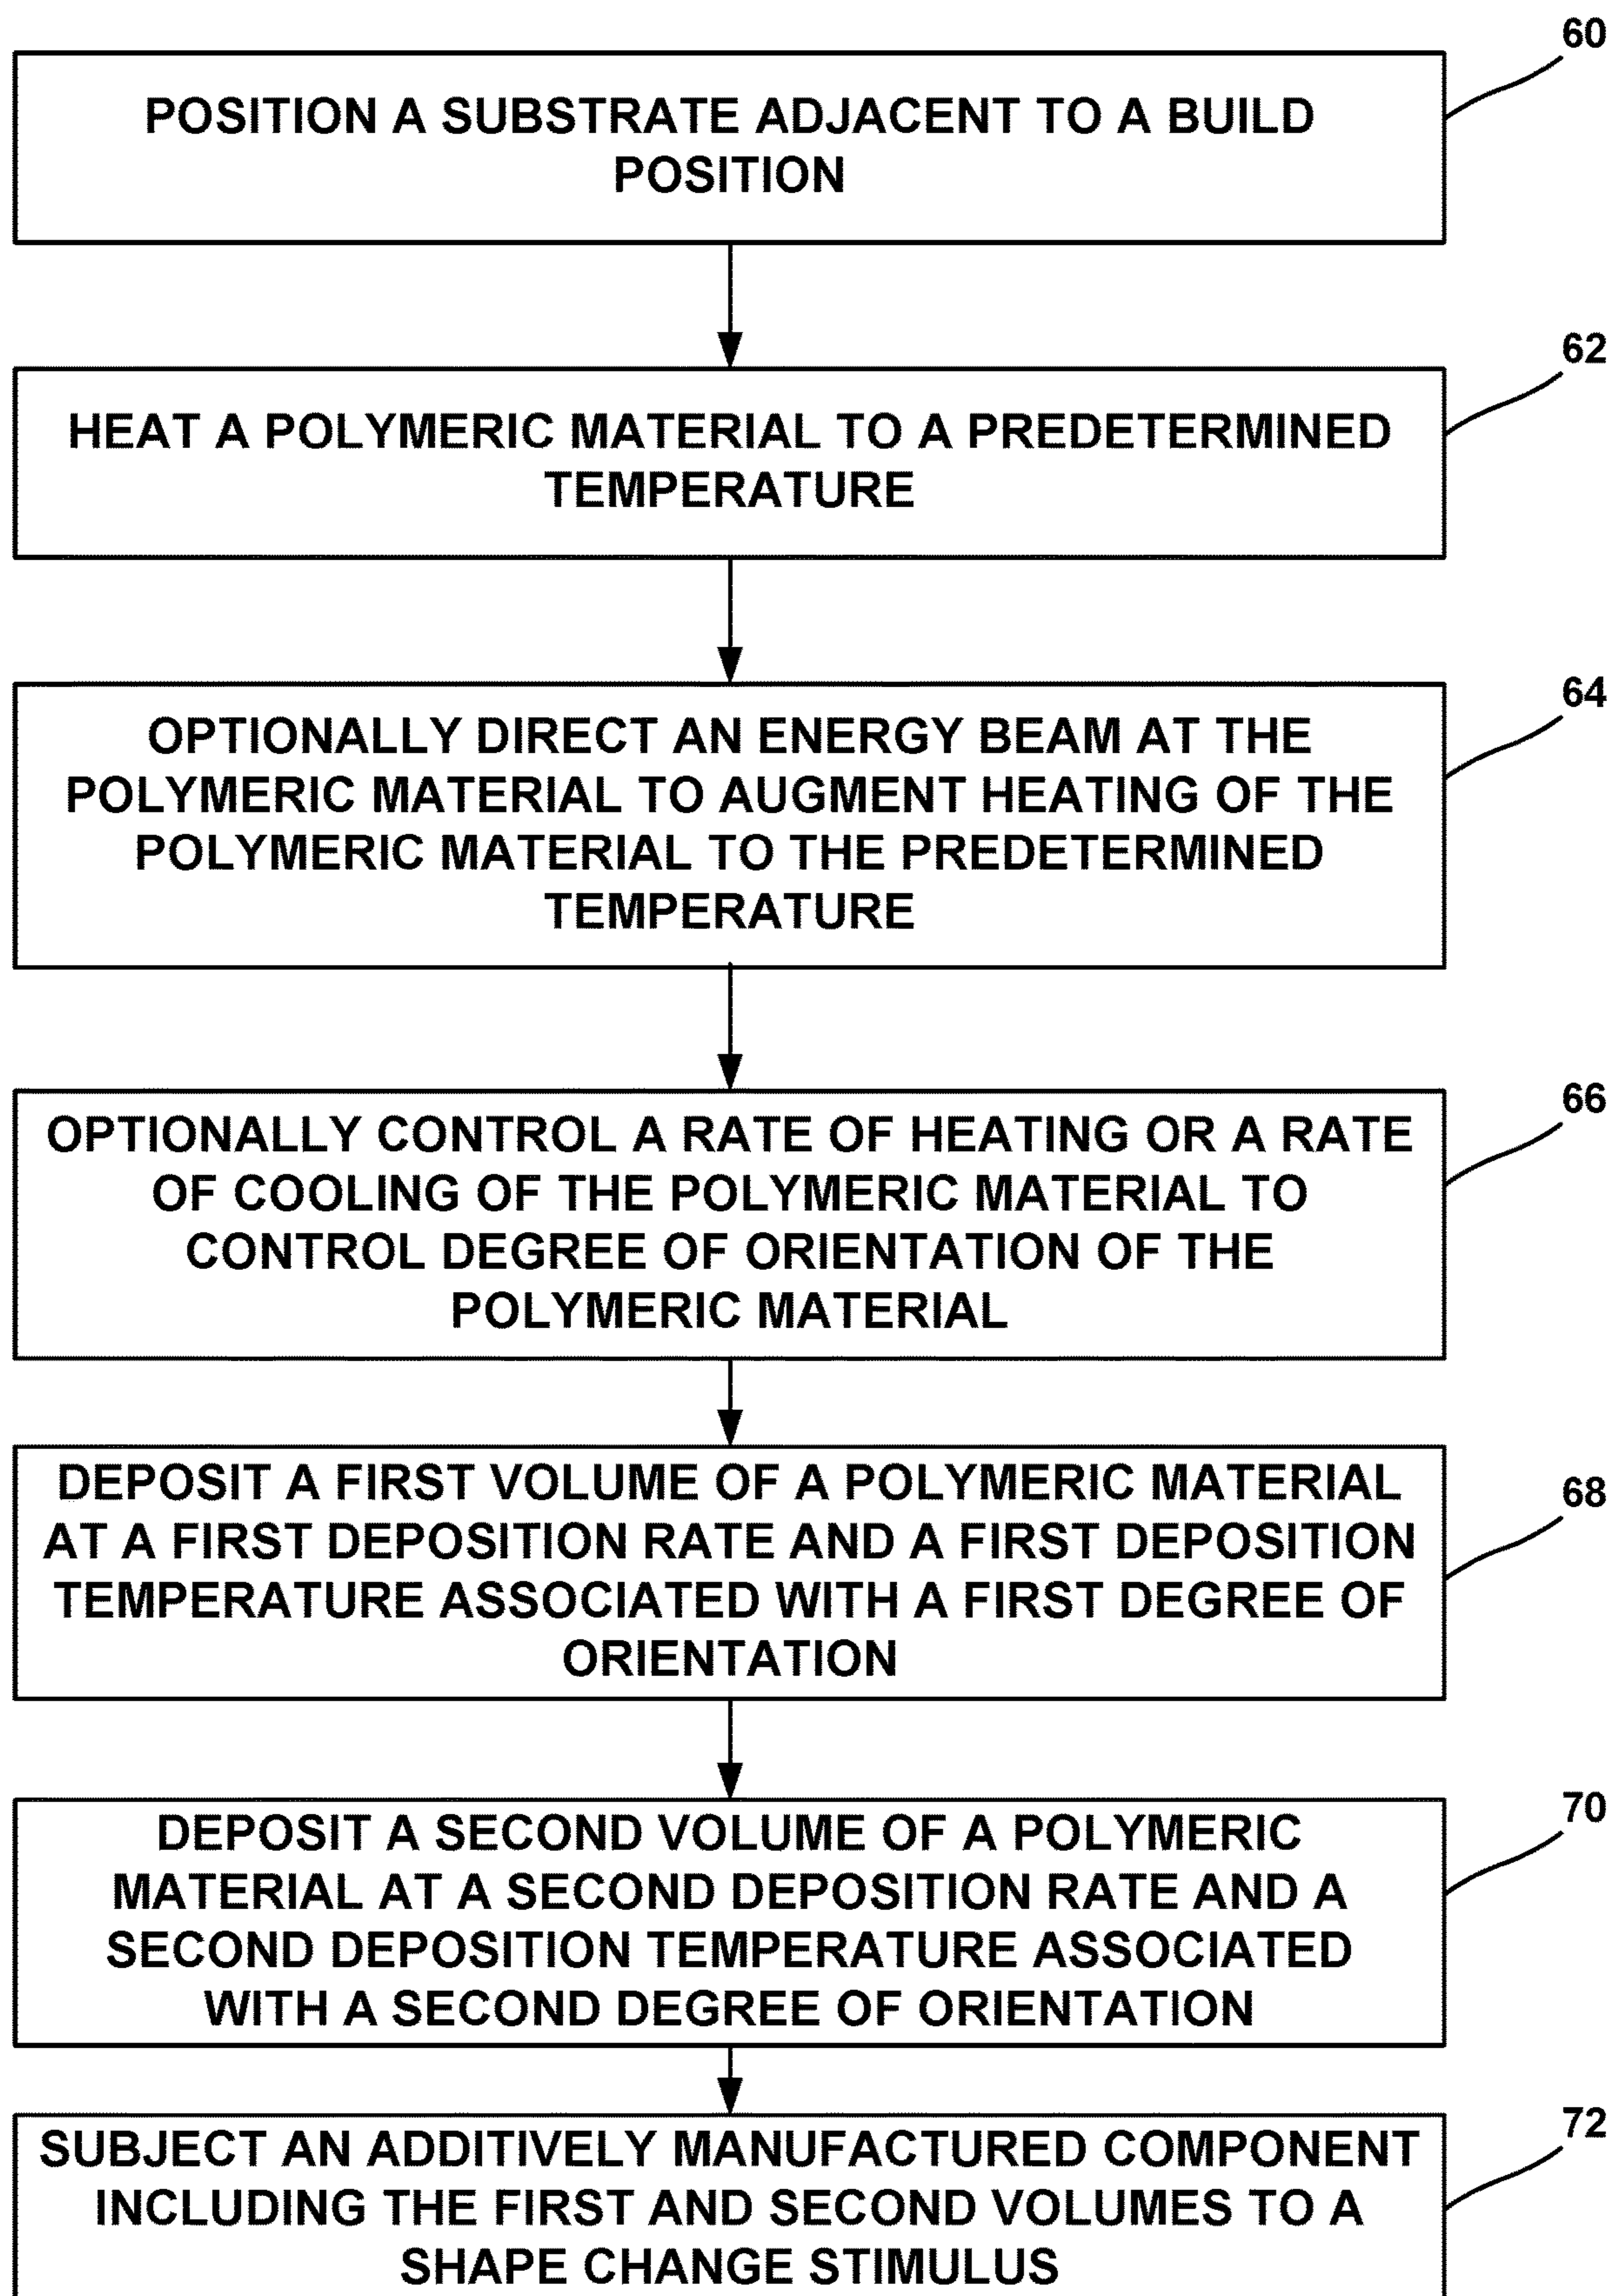 60
POSITION A SUBSTRATE ADJACENT TO A BUILD
POSITION
62
HEAT A POLYMERIC MATERIAL TO A PREDETERMINED
TEMPERATURE
64
OPTIONALLY DIRECT AN ENERGY BEAM AT THE
POLYMERIC MATERIAL TO AUGMENT HEATING OF THE
POLYMERIC MATERIAL TO THE PREDETERMINED
TEMPERATURE
66
OPTIONALLY CONTROL A RATE OF HEATING OR A RATE
OF COOLING OF THE POLYMERIC MATERIAL TO
CONTROL DEGREE OF ORIENTATION OF THE
POLYMERIC MATERIAL
68
DEPOSIT A FIRST VOLUME OF A POLYMERIC MATERIAL
AT A FIRST DEPOSITION RATE AND A FIRST DEPOSITION
TEMPERATURE ASSOCIATED WITH A FIRST DEGREE OF
ORIENTATION
70
DEPOSIT A SECOND VOLUME OF A POLYMERIC
MATERIAL AT A SECOND DEPOSITION RATE AND A
SECOND DEPOSITION TEMPERATURE ASSOCIATED
WITH A SECOND DEGREE OF ORIENTATION
72
SUBJECT AN ADDITIVELY MANUFACTURED COMPONENT
INCLUDING THE FIRST AND SECOND VOLUMES TO A
SHAPE CHANGE STIMULUS